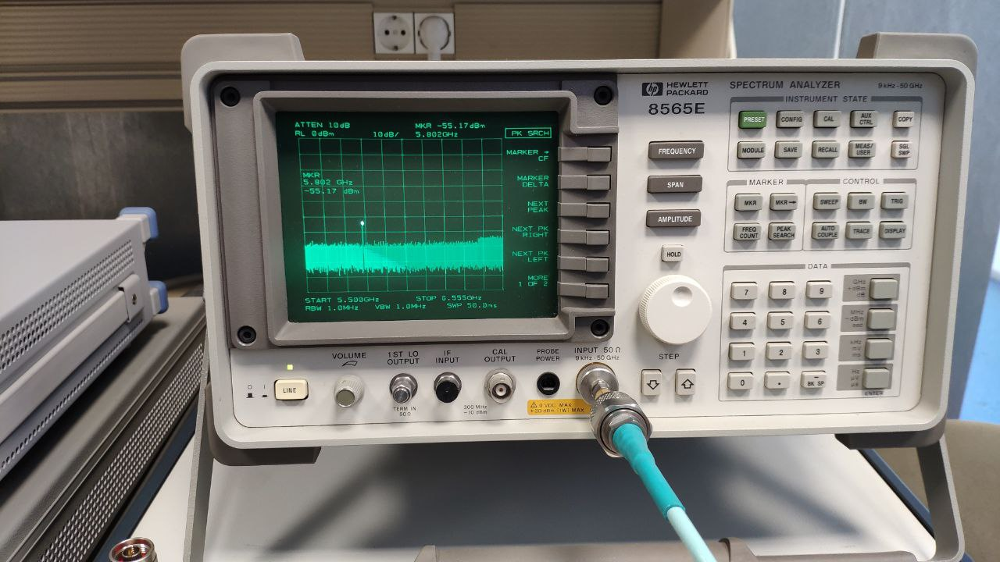 HEWLETT
PACKARD
8565E
SPECTRUM ANALYZER
9 kHz - 50 GHz
ATTEN 10dB
RL 0dBm
10dB/
MKR -55.17dBm
5.802GHz
MKR
5.802 GHz
-55.17 dBm
START 5.500GHz
STOP 6.555GHz
RBW 1.0MHz
VBW 1.0MHz
SWP 50.0ms
PK SRCH
MARKER →
CF
MARKER
DELTA
NEXT
PEAK
NEXT PK
RIGHT
NEXT PK
LEFT
MORE
1 OF 2
FREQUENCY
SPAN
AMPLITUDE
HOLD
INSTRUMENT STATE
PRESET
CONFIG
CAL
AUX
CTRL
COPY
MODULE
SAVE
RECALL
MEAS/
USER
SGL
SWP
MARKER
MKR
MKR→
FREQ
COUNT
PEAK
SEARCH
CONTROL
SWEEP
BW
TRIG
AUTO
COUPLE
TRACE
DISPLAY
DATA
7
8
9
GHz
+dBm
dB
4
5
6
MHz
-dBm
sec
1
2
3
kHz
mV
ms
0
.
BK SP
Hz
µV
µs
ENTER
STEP
O
I
LINE
VOLUME
1ST LO
OUTPUT
TERM IN
50Ω
IF
INPUT
CAL
OUTPUT
300 MHz
-10 dBm
PROBE
POWER
INPUT 50Ω
9 kHz - 50 GHz
0 VDC MAX
+30 dBm (1W) MAX